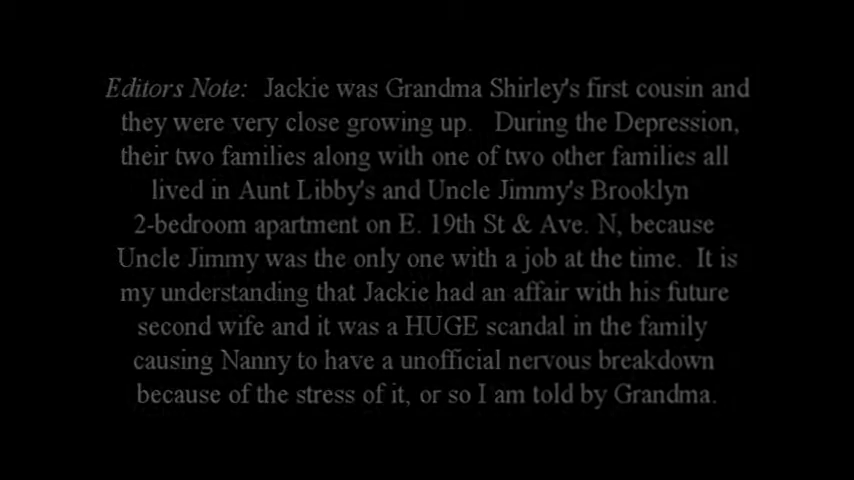 Editors Note:  Jackie was Grandma Shirley's first cousin and
they were very close growing up.   During the Depression,
their two families along with one of two other families all
lived in Aunt Libby's and Uncle Jimmy's Brooklyn
2-bedroom apartment on E. 19th St & Ave. N, because
Uncle Jimmy was the only one with a job at the time.  It is
my understanding that Jackie had an affair with his future
second wife and it was a HUGE scandal in the family
causing Nanny to have a unofficial nervous breakdown
because of the stress of it, or so I am told by Grandma.